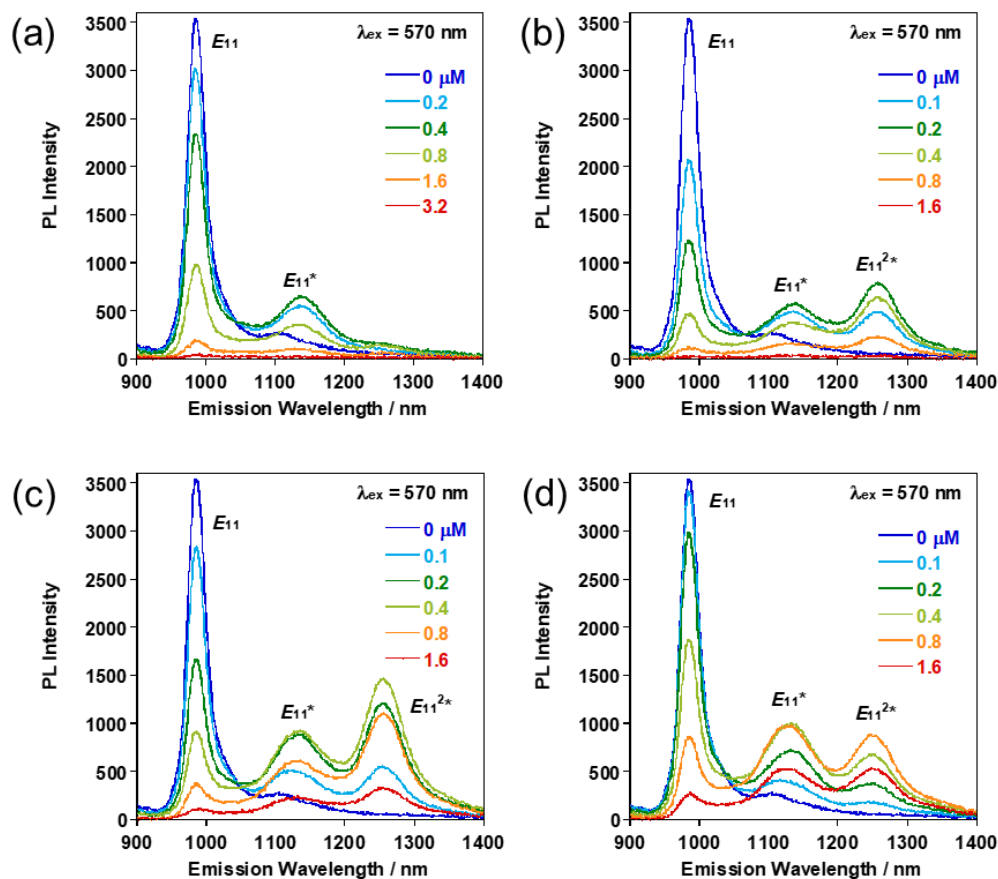 (a)
E11
λex = 570 nm
0 μM
0.2
0.4
0.8
1.6
3.2
E11*
PL Intensity
3500
3000
2500
2000
1500
1000
500
0
900 1000 1100 1200 1300 1400
Emission Wavelength / nm
(b)
E11
λex = 570 nm
0 μM
0.1
0.2
0.4
0.8
1.6
E11*
E112*
PL Intensity
3500
3000
2500
2000
1500
1000
500
0
900 1000 1100 1200 1300 1400
Emission Wavelength / nm
(c)
E11
λex = 570 nm
0 μM
0.1
0.2
0.4
0.8
1.6
E11*
E112*
PL Intensity
3500
3000
2500
2000
1500
1000
500
0
900 1000 1100 1200 1300 1400
Emission Wavelength / nm
(d)
E11
λex = 570 nm
0 μM
0.1
0.2
0.4
0.8
1.6
E11*
E112*
PL Intensity
3500
3000
2500
2000
1500
1000
500
0
900 1000 1100 1200 1300 1400
Emission Wavelength / nm